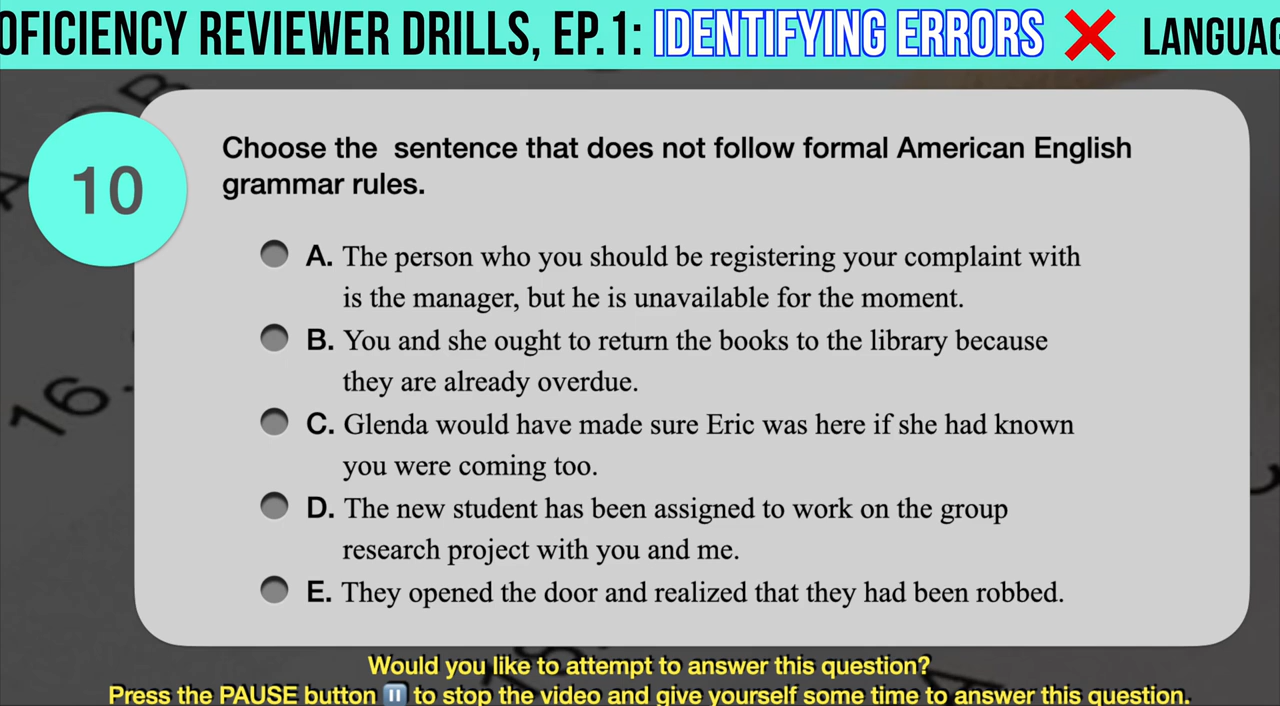 OFICIENCY REVIEWER DRILLS, EP.1: IDENTIFYING ERRORS ❌ LANGUAG
10
Choose the sentence that does not follow formal American English
grammar rules.
A. The person who you should be registering your complaint with
is the manager, but he is unavailable for the moment.
B. You and she ought to return the books to the library because
they are already overdue.
C. Glenda would have made sure Eric was here if she had known
you were coming too.
D. The new student has been assigned to work on the group
research project with you and me.
E. They opened the door and realized that they had been robbed.
16.
Would you like to attempt to answer this question?
Press the PAUSE button ⏸ to stop the video and give yourself some time to answer this question.